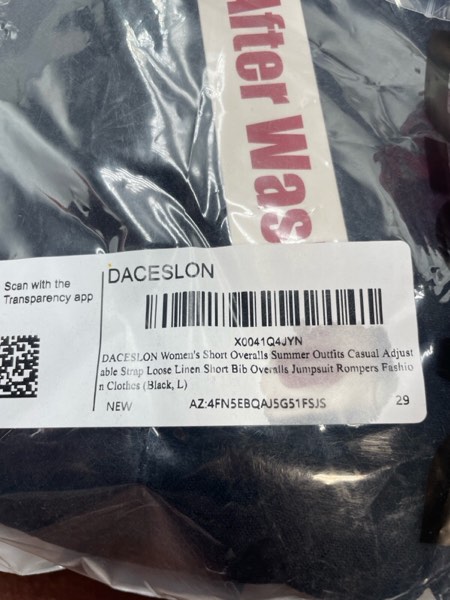 After Was
Scan with the
Transparency app
DACESLON
X0041Q4JYN
DACESLON Women's Short Overalls Summer Outfits Casual Adjust
able Strap Loose Linen Short Bib Overalls Jumpsuit Rompers Fashio
n Clothes (Black, L)
NEW AZ:4FN5EBQAJ5G51FSJS 29